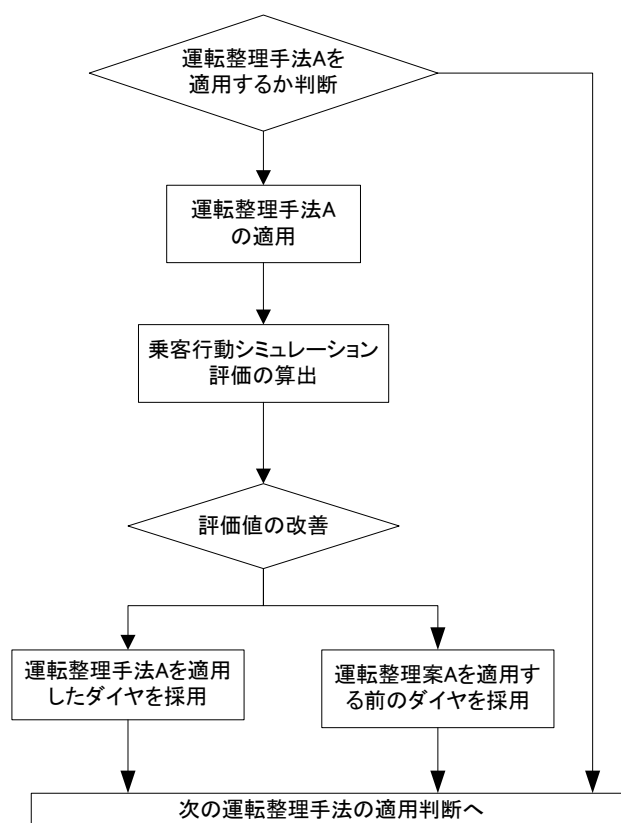 運転整理手法Aを
適用するか判断
運転整理手法A
の適用
乗客行動シミュレーション
評価の算出
評価値の改善
運転整理手法Aを適用
したダイヤを採用
運転整理案Aを適用す
る前のダイヤを採用
次の運転整理手法の適用判断へ